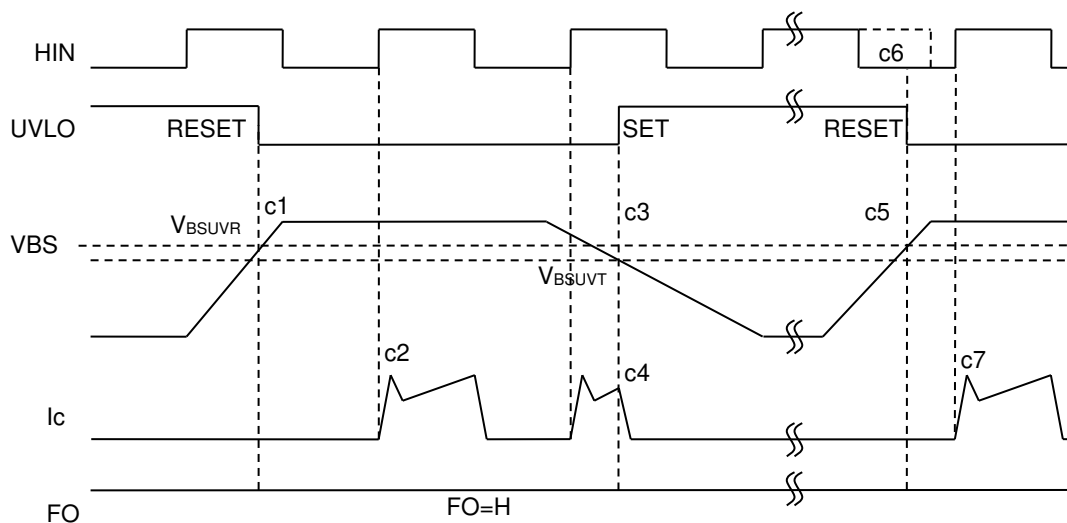 HIN
c6
UVLO
RESET
SET
RESET
c1
c3
c5
VBSUVR
VBS
VBSUVT
c2
c4
c7
Ic
FO=H
FO